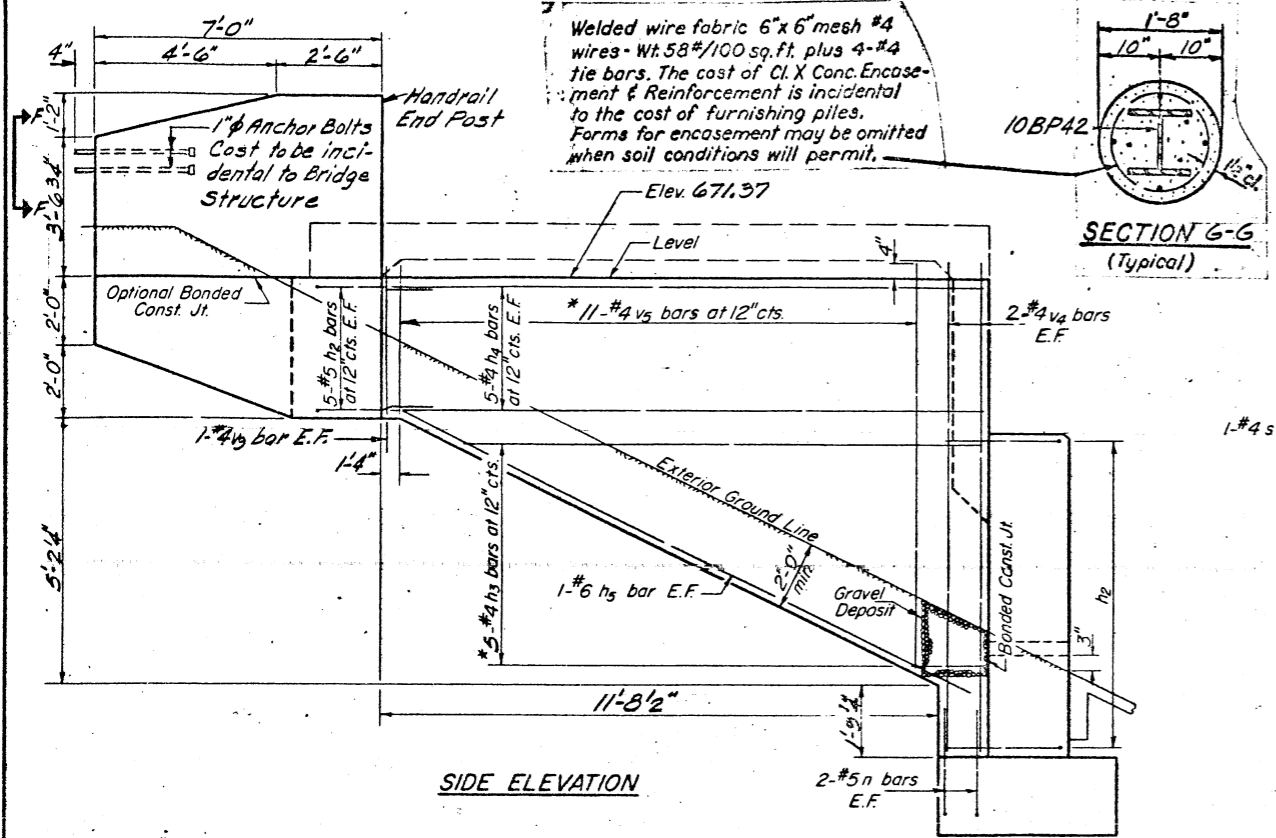 7'-0"
4'-6"
2'-6"
4"
1'-2"
3'-6 3/4"
2'-0"
2'-0"
5'-2 1/4"
F
F
Handrail
End Post
1"φ Anchor Bolts
Cost to be inci-
dental to Bridge
Structure
Welded wire fabric 6"x 6" mesh #4
wires - Wt. 58#/100 sq. ft. plus 4-#4
tie bars. The cost of Cl. X Conc. Encase-
ment & Reinforcement is incidental
to the cost of furnishing piles.
Forms for encasement may be omitted
when soil conditions will permit.
1'-8"
10"
10"
10BP42
1½" cl.
SECTION G-G
(Typical)
Elev. 671.37
Level
4"
Optional Bonded
Const. Jt.
5-#5 h2 bars
at 12" cts. E.F.
5-#4 h4 bars
at 12" cts. E.F.
*11-#4 v5 bars at 12" cts.
2-#4 v4 bars
E.F.
1-#4 v3 bar E.F.
1'-4"
1-#4 s
*5-#4 h3 bars at 12" cts.
Exterior Ground Line
2'-0"
min.
1-#6 h5 bar E.F.
Gravel
Deposit
Bonded Const. Jt.
h2
3"
11'-8½"
SIDE ELEVATION
2-#5 n bars
E.F.